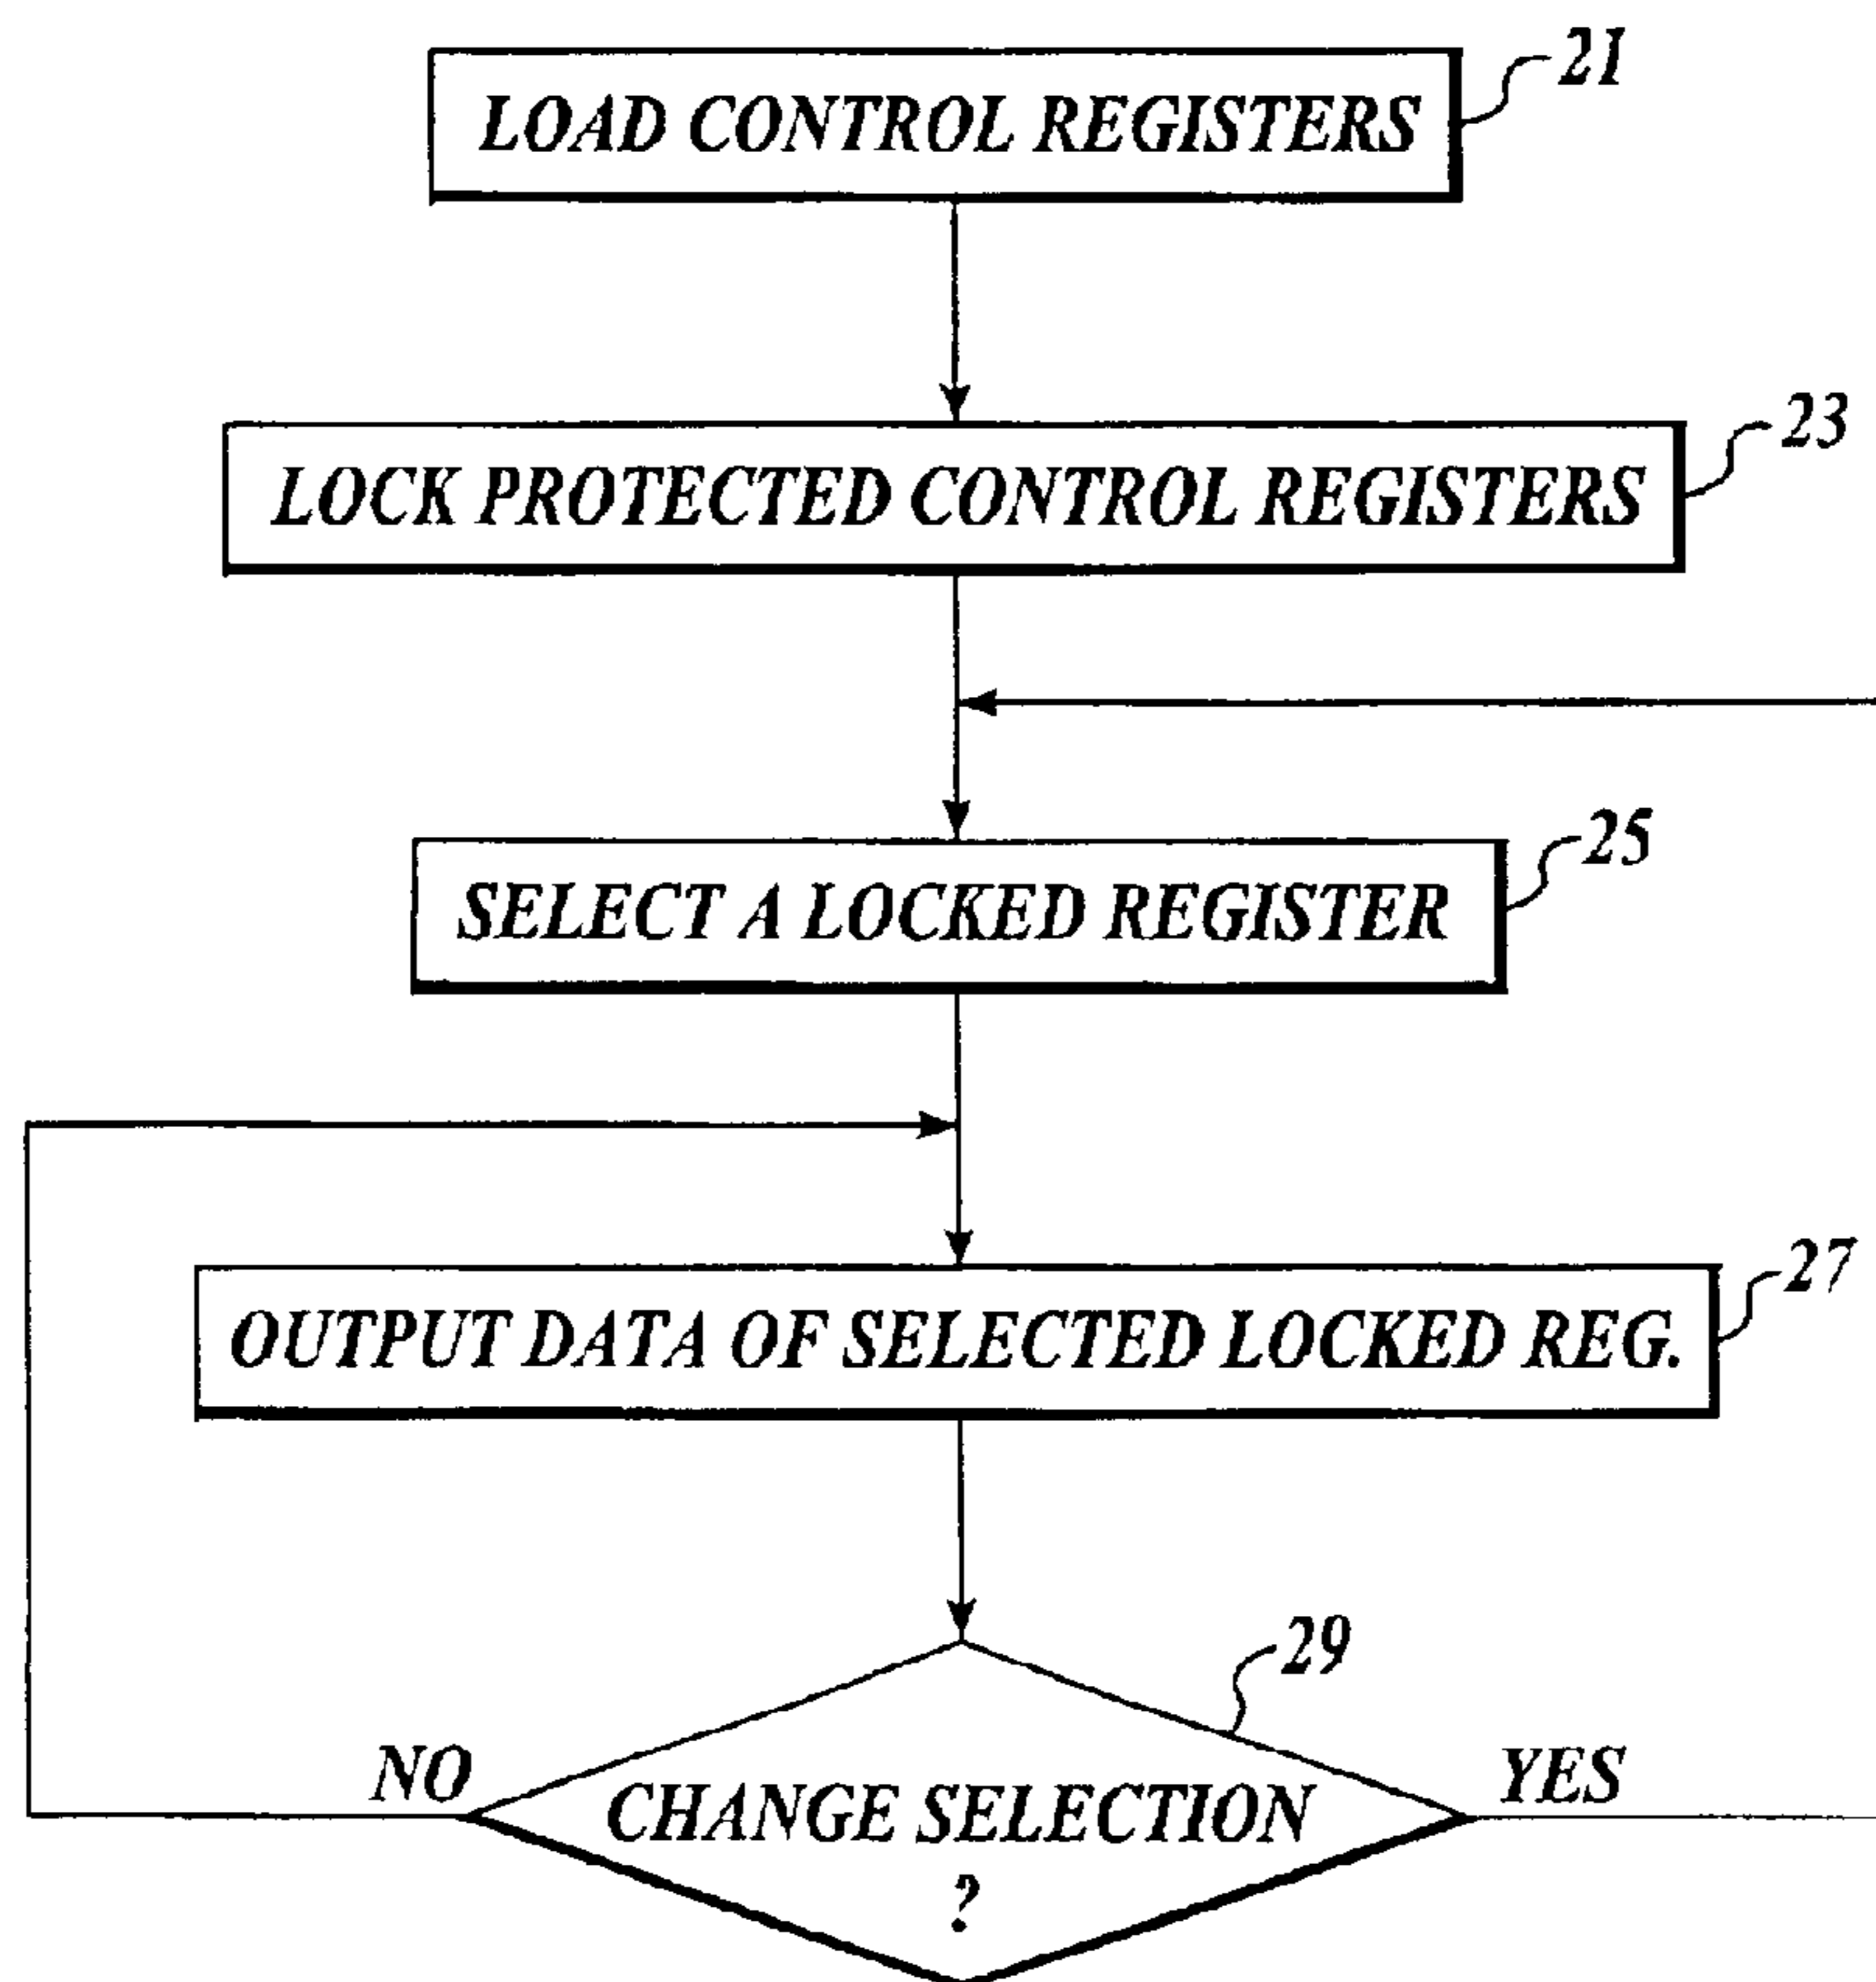 21
LOAD CONTROL REGISTERS
23
LOCK PROTECTED CONTROL REGISTERS
25
SELECT A LOCKED REGISTER
27
OUTPUT DATA OF SELECTED LOCKED REG.
29
NO
YES
CHANGE SELECTION
?